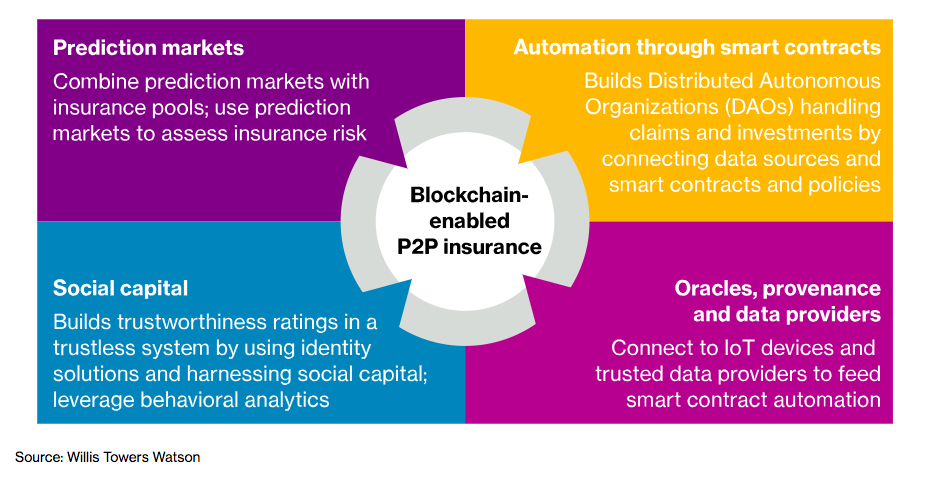 Prediction markets
Combine prediction markets with
insurance pools; use prediction
markets to assess insurance risk
Automation through smart contracts
Builds Distributed Autonomous
Organizations (DAOs) handling
claims and investments by
connecting data sources and
smart contracts and policies
Blockchain-
enabled
P2P insurance
Social capital
Builds trustworthiness ratings in a
trustless system by using identity
solutions and harnessing social capital;
leverage behavioral analytics
Oracles, provenance
and data providers
Connect to IoT devices and
trusted data providers to feed
smart contract automation
Source: Willis Towers Watson